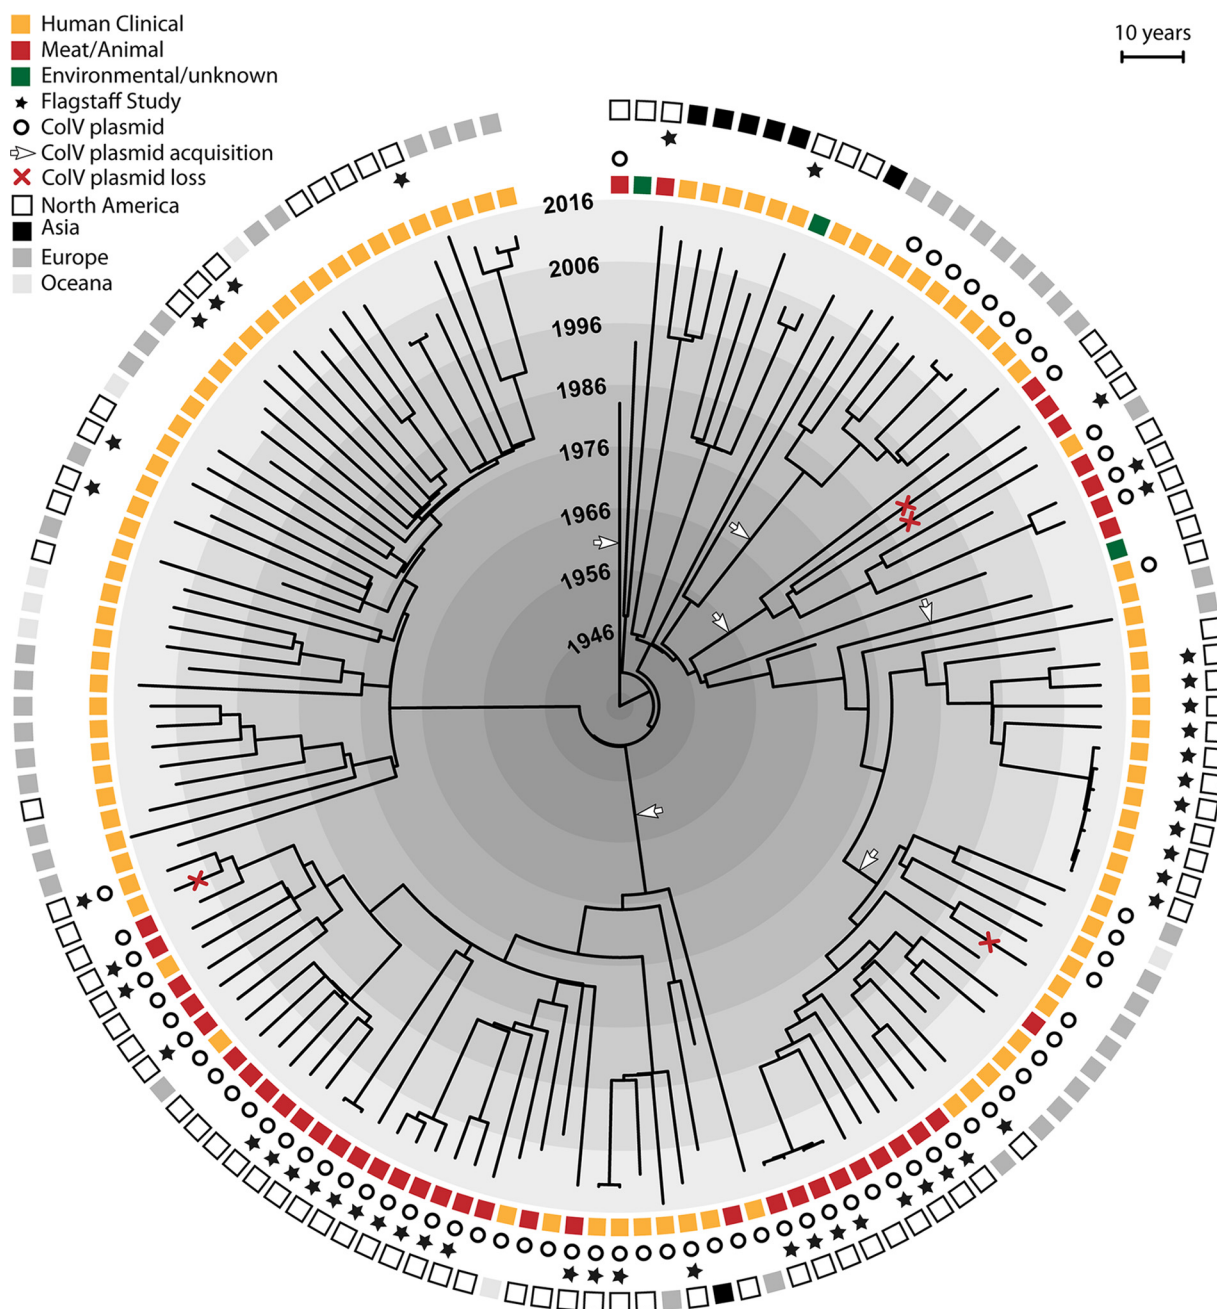 Human Clinical
Meat/Animal
Environmental/unknown
Flagstaff Study
ColV plasmid
ColV plasmid acquisition
ColV plasmid loss
North America
Asia
Europe
Oceana
10 years
2016
2006
1996
1986
1976
1966
1956
1946